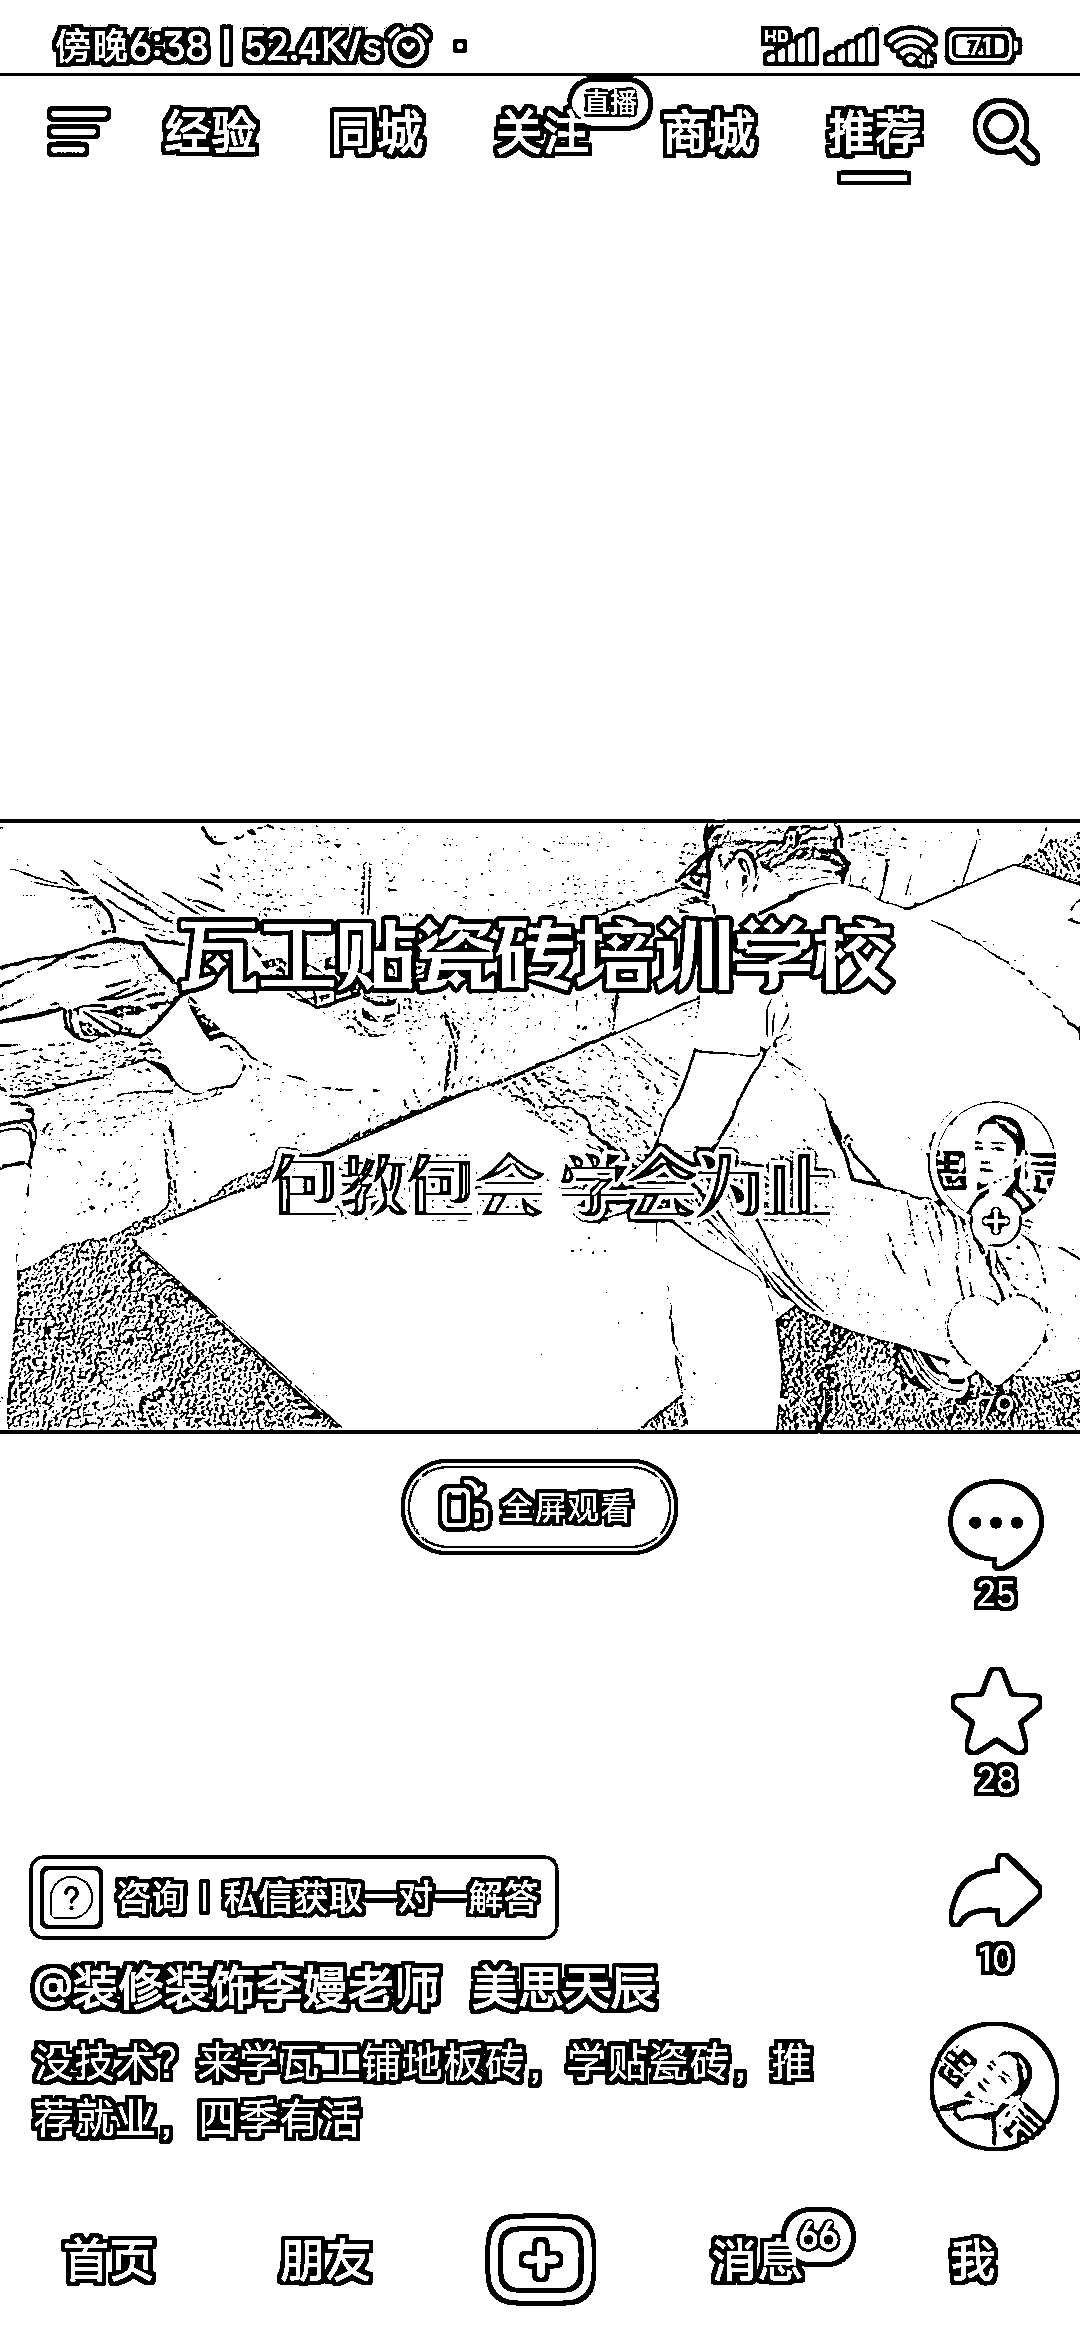 傍晚6:38 | 52.4K/s
HD
71
经验 同城 关注 直播 商城 推荐
瓦工贴瓷砖培训学校
包教包会 学会为止
79
全屏观看
25
28
咨询 | 私信获取一对一解答
10
@装修装饰李嫚老师 美思天辰
没技术？来学瓦工铺地板砖，学贴瓷砖，推
荐就业，四季有活
首页 朋友 消息 66 我